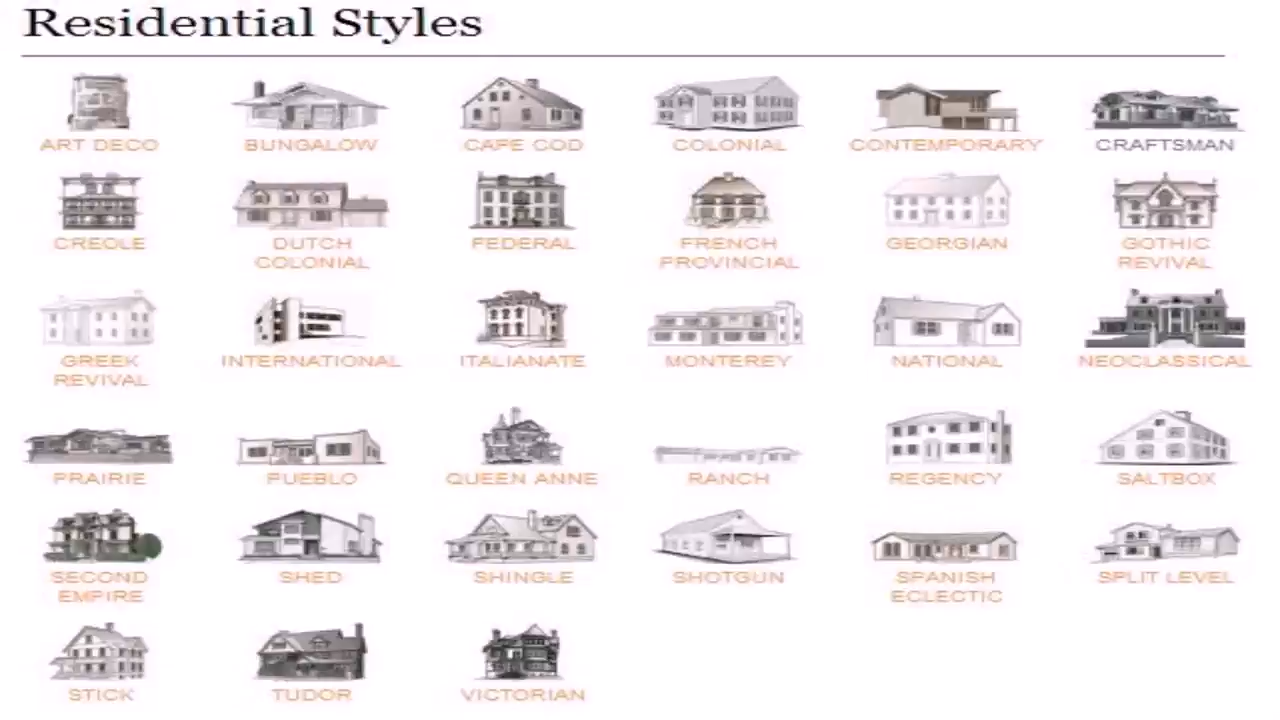 Residential Styles
ART DECO
BUNGALOW
CAPE COD
COLONIAL
CONTEMPORARY
CRAFTSMAN
CREOLE
DUTCH
COLONIAL
FEDERAL
FRENCH
PROVINCIAL
GEORGIAN
GOTHIC
REVIVAL
GREEK
REVIVAL
INTERNATIONAL
ITALIANATE
MONTEREY
NATIONAL
NEOCLASSICAL
PRAIRIE
PUEBLO
QUEEN ANNE
RANCH
REGENCY
SALTBOX
SECOND
EMPIRE
SHED
SHINGLE
SHOTGUN
SPANISH
ECLECTIC
SPLIT LEVEL
STICK
TUDOR
VICTORIAN